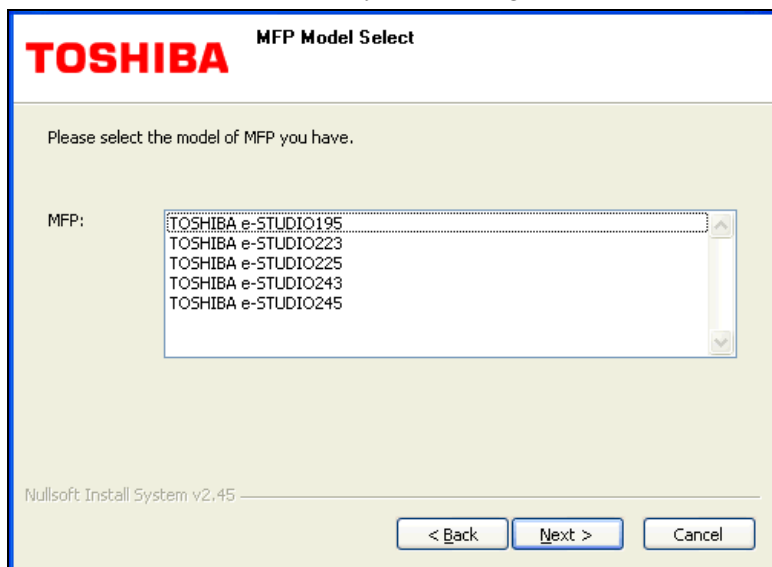 MFP Model Select
TOSHIBA
Please select the model of MFP you have.
MFP:
TOSHIBA e-STUDIO195
TOSHIBA e-STUDIO223
TOSHIBA e-STUDIO225
TOSHIBA e-STUDIO243
TOSHIBA e-STUDIO245
Nullsoft Install System v2.45
< Back Next > Cancel